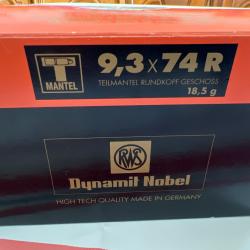 T
MANTEL
9,3 x 74 R
TEILMANTEL RUNDKOPF GESCHOSS
18,5 g
RWS
Dynamit Nobel
HIGH TECH QUALITY MADE IN GERMANY